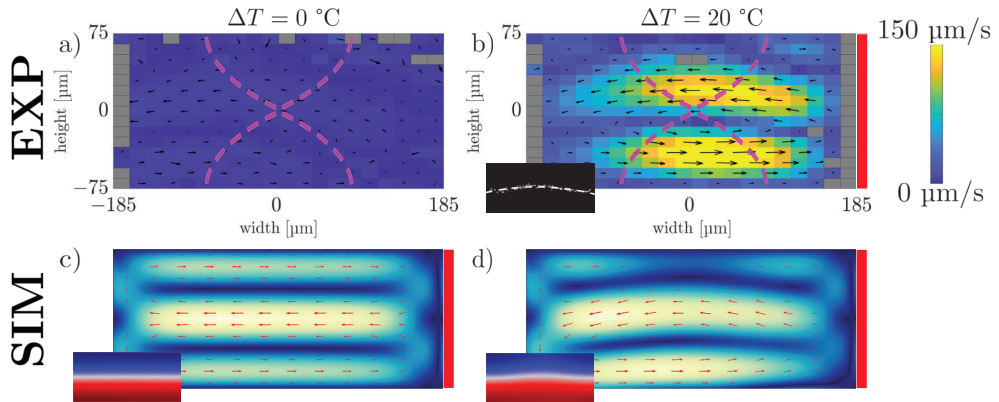 ΔT = 0 °C
ΔT = 20 °C
EXP
a)
75
0
−75
height [µm]
−185
0
185
width [µm]
b)
75
0
−75
height [µm]
0
185
width [µm]
150 µm/s
0 µm/s
SIM
c)
d)